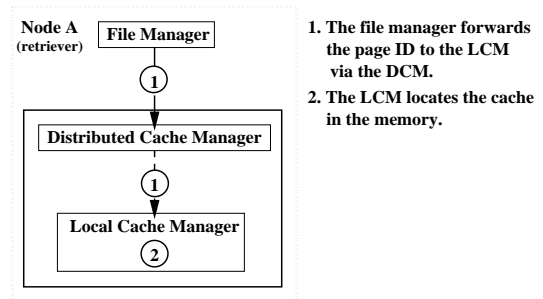 Node A
(retriever)
File Manager
1
Distributed Cache Manager
1
Local Cache Manager
2
1. The file manager forwards
the page ID to the LCM
via the DCM.
2. The LCM locates the cache
in the memory.